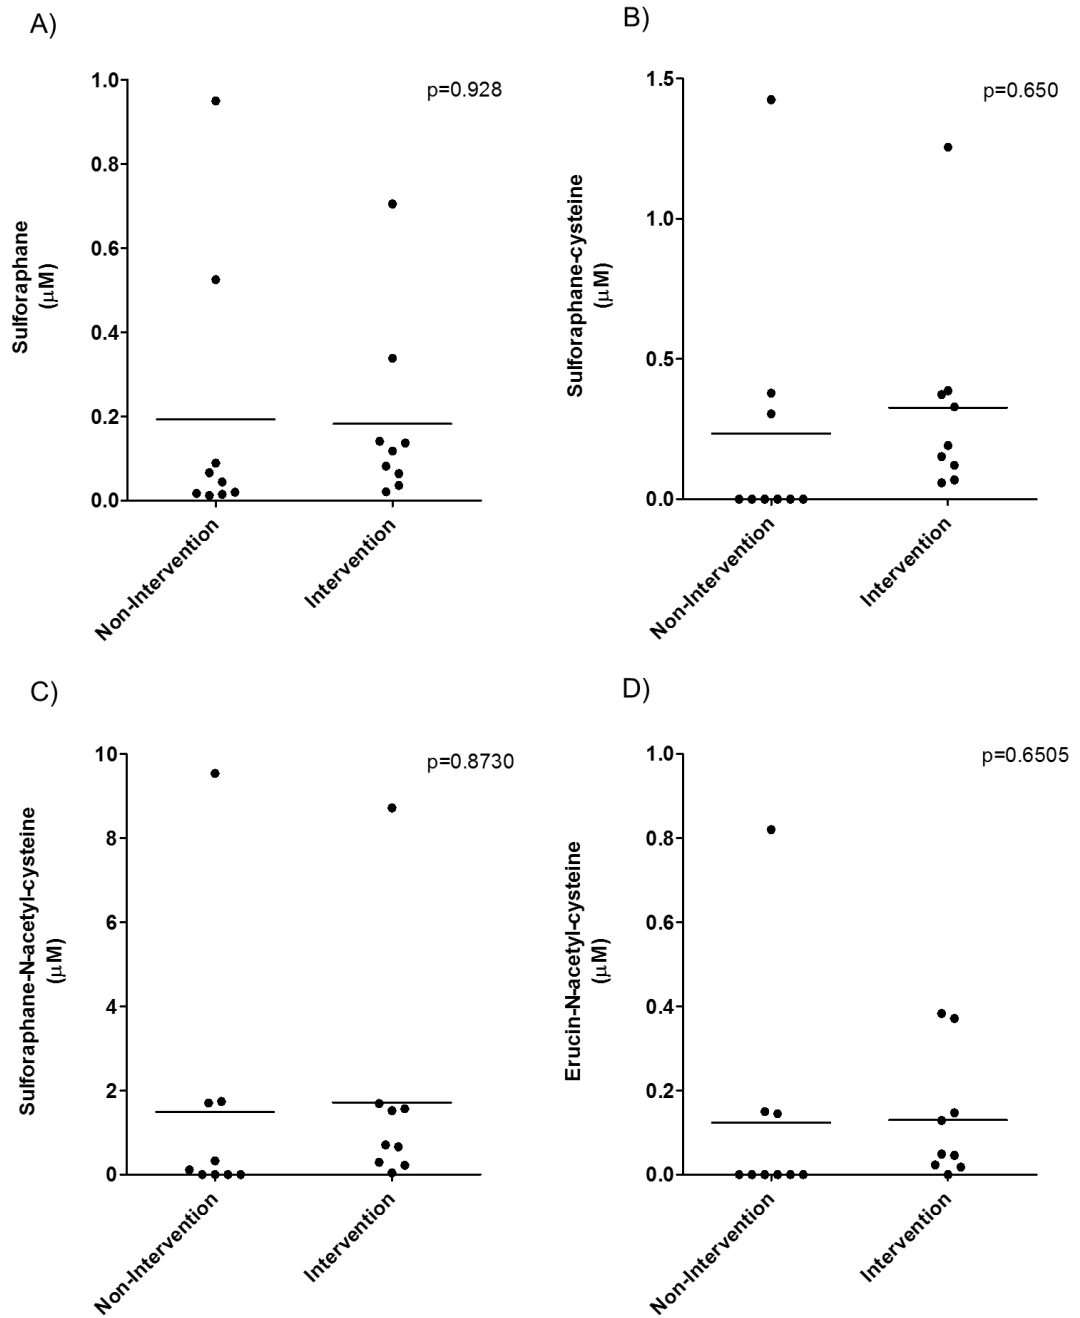 A)
p=0.928
Sulforaphane
(μM)
1.0
0.8
0.6
0.4
0.2
0.0
Non-Intervention
Intervention
B)
p=0.650
Sulforaphane-cysteine
(μM)
1.5
1.0
0.5
0.0
Non-Intervention
Intervention
C)
p=0.8730
Sulforaphane-N-acetyl-cysteine
(μM)
10
8
6
4
2
0
Non-Intervention
Intervention
D)
p=0.6505
Erucin-N-acetyl-cysteine
(μM)
1.0
0.8
0.6
0.4
0.2
0.0
Non-Intervention
Intervention